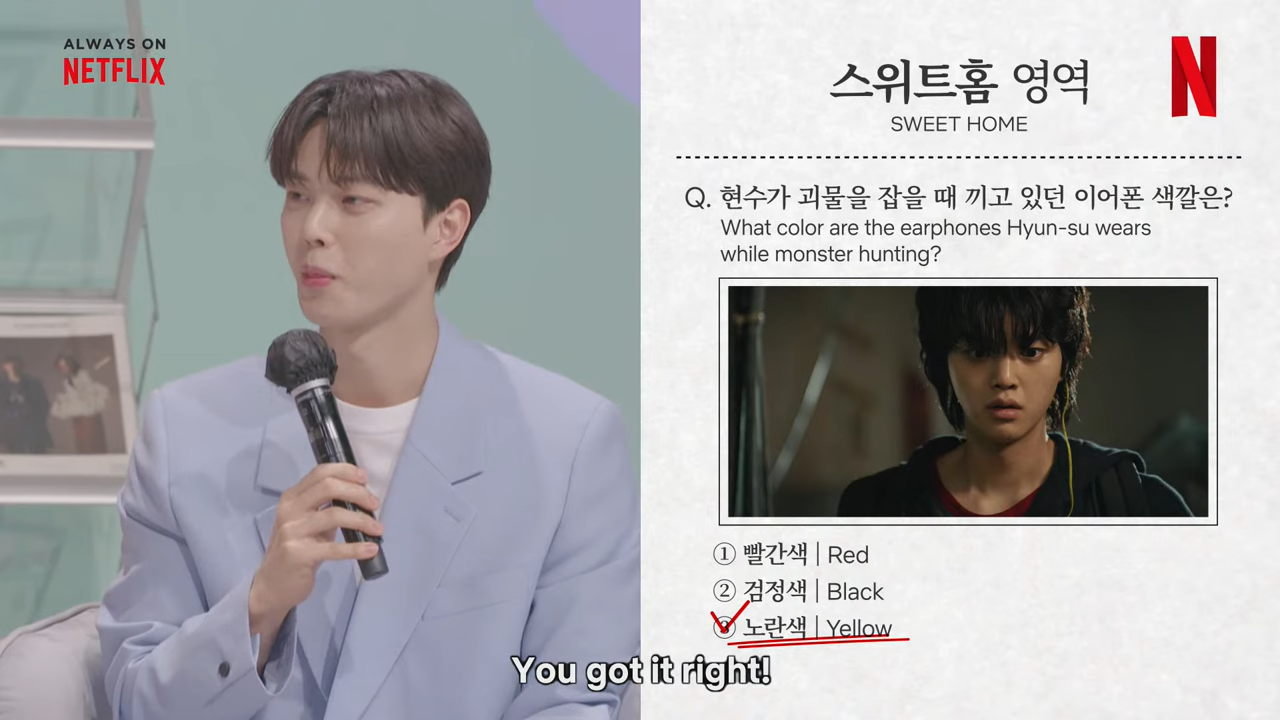 ALWAYS ON
NETFLIX
N
스위트홈 영역
SWEET HOME
Q. 현수가 괴물을 잡을 때 끼고 있던 이어폰 색깔은?
What color are the earphones Hyun-su wears
while monster hunting?
① 빨간색 | Red
② 검정색 | Black
③ 노란색 | Yellow
You got it right!